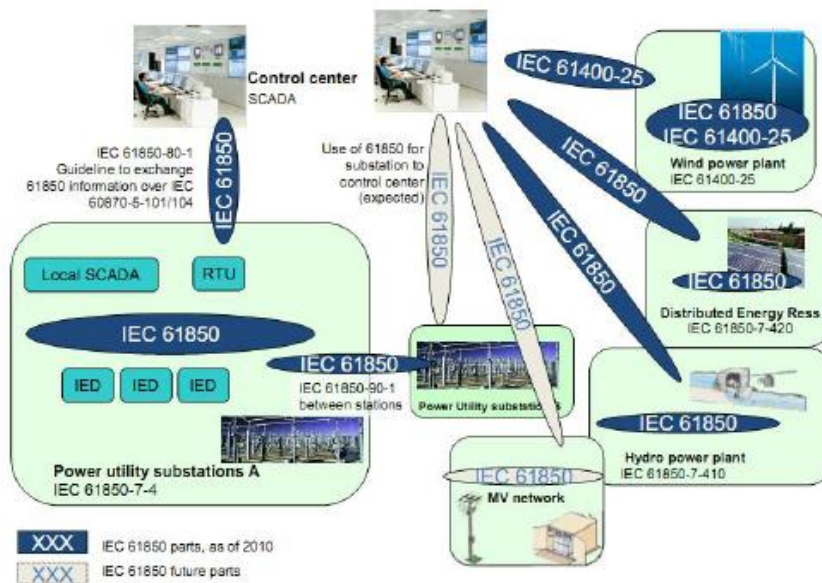 Control center
SCADA
IEC 61850-80-1
Guideline to exchange
61850 information over IEC
60870-5-101/104
IEC 61850
Use of 61850 for
substation to
control center
(expected)
IEC 61850
IEC 61850
IEC 61850
IEC 61850
IEC 61400-25
IEC 61850
IEC 61400-25
Wind power plant
IEC 61400-25
IEC 61850
Distributed Energy Ress
IEC 61850-7-420
IEC 61850
Hydro power plant
IEC 61850-7-410
Local SCADA
RTU
IEC 61850
IED
IED
IED
Power utility substations A
IEC 61850-7-4
IEC 61850
IEC 61850-90-1
between stations
Power Utility substations
IEC 61850
MV network
XXX
IEC 61850 parts, as of 2010
XXX
IEC 61850 future parts